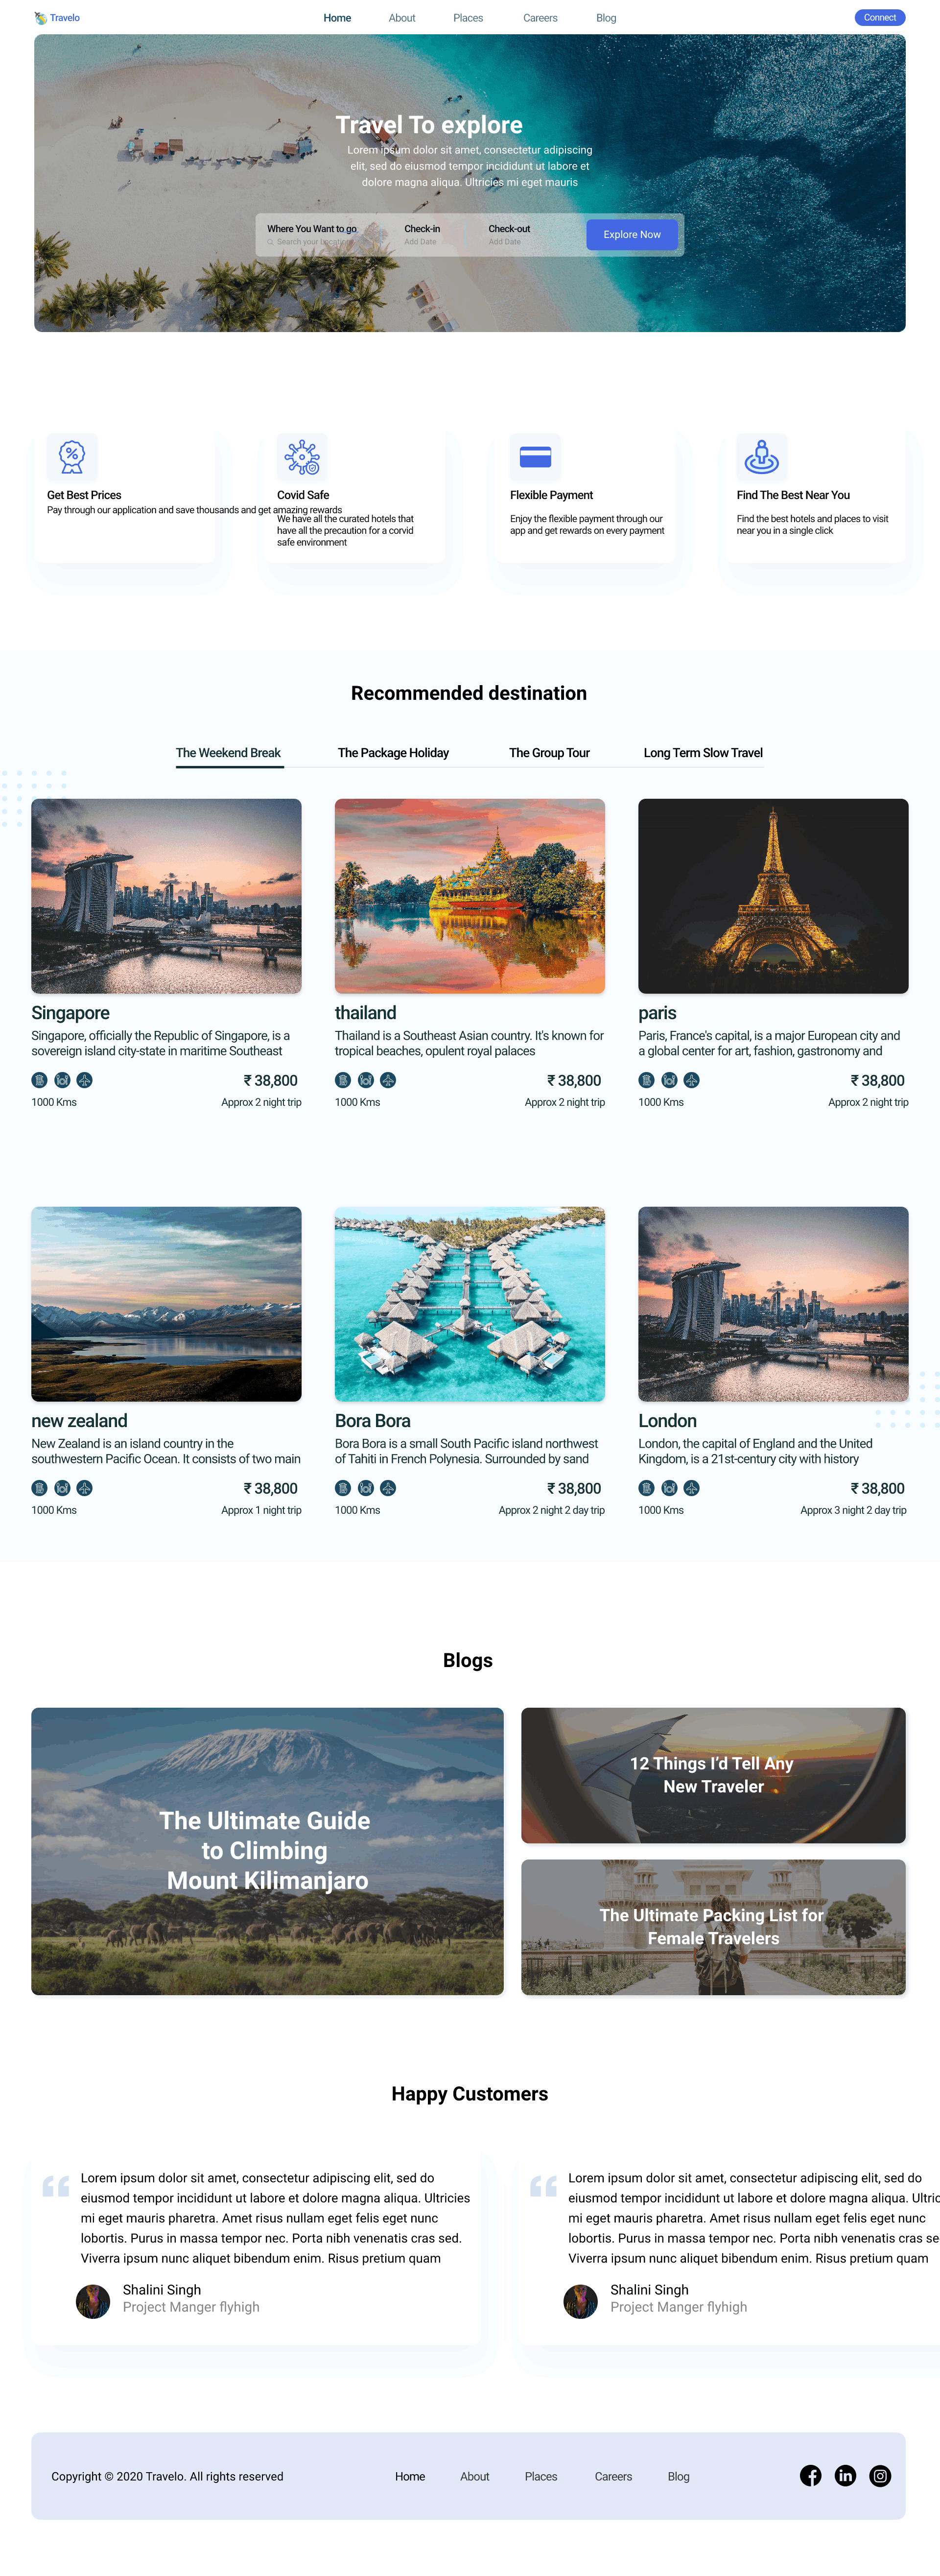 Travelo
Home
About
Places
Careers
Blog
Connect
Travel To explore
Lorem ipsum dolor sit amet, consectetur adipiscing
elit, sed do eiusmod tempor incididunt ut labore et
dolore magna aliqua. Ultricies mi eget mauris
Where You Want to go
Search your Location
Check-in
Add Date
Check-out
Add Date
Explore Now
Get Best Prices
Pay through our application and save thousands and get amazing rewards
Covid Safe
We have all the curated hotels that
have all the precaution for a corvid
safe environment
Flexible Payment
Enjoy the flexible payment through our
app and get rewards on every payment
Find The Best Near You
Find the best hotels and places to visit
near you in a single click
Recommended destination
The Weekend Break
The Package Holiday
The Group Tour
Long Term Slow Travel
Singapore
Singapore, officially the Republic of Singapore, is a
sovereign island city-state in maritime Southeast
₹ 38,800
1000 Kms
Approx 2 night trip
thailand
Thailand is a Southeast Asian country. It's known for
tropical beaches, opulent royal palaces
₹ 38,800
1000 Kms
Approx 2 night trip
paris
Paris, France's capital, is a major European city and
a global center for art, fashion, gastronomy and
₹ 38,800
1000 Kms
Approx 2 night trip
new zealand
New Zealand is an island country in the
southwestern Pacific Ocean. It consists of two main
₹ 38,800
1000 Kms
Approx 1 night trip
Bora Bora
Bora Bora is a small South Pacific island northwest
of Tahiti in French Polynesia. Surrounded by sand
₹ 38,800
1000 Kms
Approx 2 night 2 day trip
London
London, the capital of England and the United
Kingdom, is a 21st-century city with history
₹ 38,800
1000 Kms
Approx 3 night 2 day trip
Blogs
The Ultimate Guide
to Climbing
Mount Kilimanjaro
12 Things I'd Tell Any
New Traveler
The Ultimate Packing List for
Female Travelers
Happy Customers
Lorem ipsum dolor sit amet, consectetur adipiscing elit, sed do
eiusmod tempor incididunt ut labore et dolore magna aliqua. Ultricies
mi eget mauris pharetra. Amet risus nullam eget felis eget nunc
lobortis. Purus in massa tempor nec. Porta nibh venenatis cras sed.
Viverra ipsum nunc aliquet bibendum enim. Risus pretium quam
Shalini Singh
Project Manger flyhigh
Lorem ipsum dolor sit amet, consectetur adipiscing elit, sed do
eiusmod tempor incididunt ut labore et dolore magna aliqua. Ultric
mi eget mauris pharetra. Amet risus nullam eget felis eget nunc
lobortis. Purus in massa tempor nec. Porta nibh venenatis cras se
Viverra ipsum nunc aliquet bibendum enim. Risus pretium quam
Shalini Singh
Project Manger flyhigh
Copyright © 2020 Travelo. All rights reserved
Home
About
Places
Careers
Blog